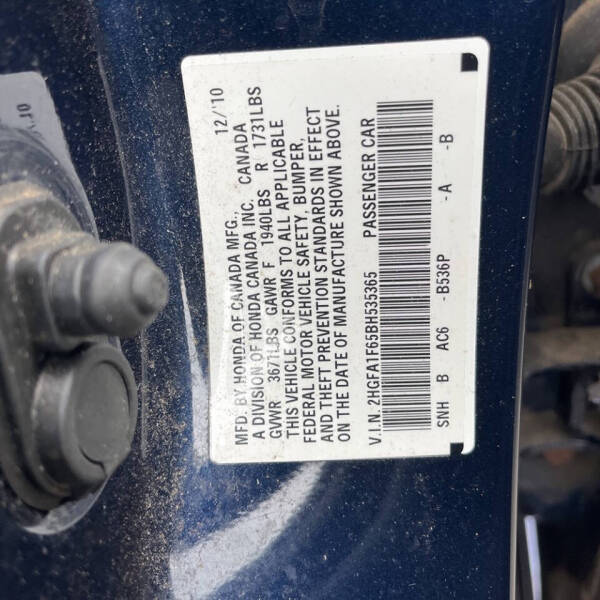 MFD. BY HONDA OF CANADA MFG., 12/'10
A DIVISION OF HONDA CANADA INC. CANADA
GVWR 3671LBS GAWR F 1940LBS R 1731LBS
THIS VEHICLE CONFORMS TO ALL APPLICABLE
FEDERAL MOTOR VEHICLE SAFETY, BUMPER,
AND THEFT PREVENTION STANDARDS IN EFFECT
ON THE DATE OF MANUFACTURE SHOWN ABOVE.
V.I.N. 2HGFA1F65BH535365 PASSENGER CAR
SNH B AC6 -B536P -A -B